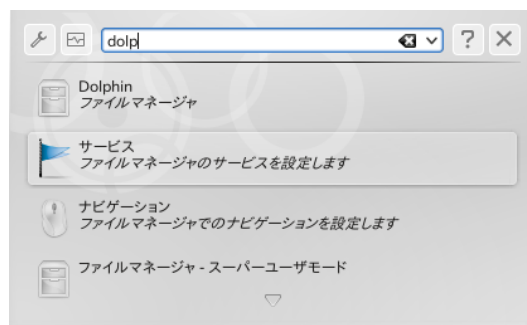 dolp
?
Dolphin
ファイルマネージャ
サービス
ファイルマネージャのサービスを設定します
ナビゲーション
ファイルマネージャでのナビゲーションを設定します
ファイルマネージャ - スーパーユーザモード